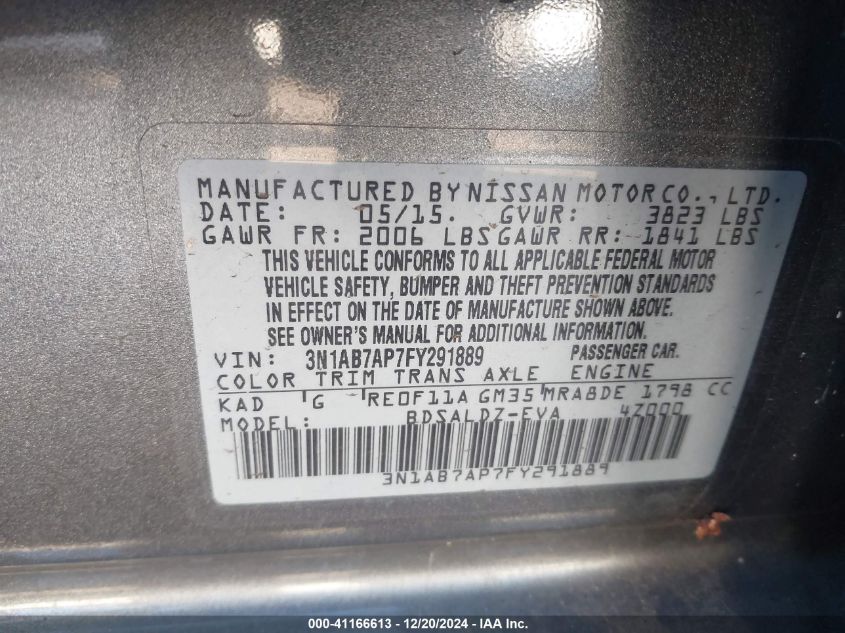 MANUFACTURED BY NISSAN MOTOR CO., LTD.
DATE: 05/15. GVWR: 3823 LBS
GAWR FR: 2006 LBS GAWR RR: 1841 LBS
THIS VEHICLE CONFORMS TO ALL APPLICABLE FEDERAL MOTOR
VEHICLE SAFETY, BUMPER AND THEFT PREVENTION STANDARDS
IN EFFECT ON THE DATE OF MANUFACTURE SHOWN ABOVE.
SEE OWNER'S MANUAL FOR ADDITIONAL INFORMATION.
VIN: 3N1AB7AP7FY291889 PASSENGER CAR.
COLOR TRIM TRANS AXLE ENGINE
KAD G RE0F11A GM35 MRA8DE 1798 CC
MODEL: BDSALDZ-EVA 4Z000
3N1AB7AP7FY291889
000-41166613 - 12/20/2024 - IAA Inc.